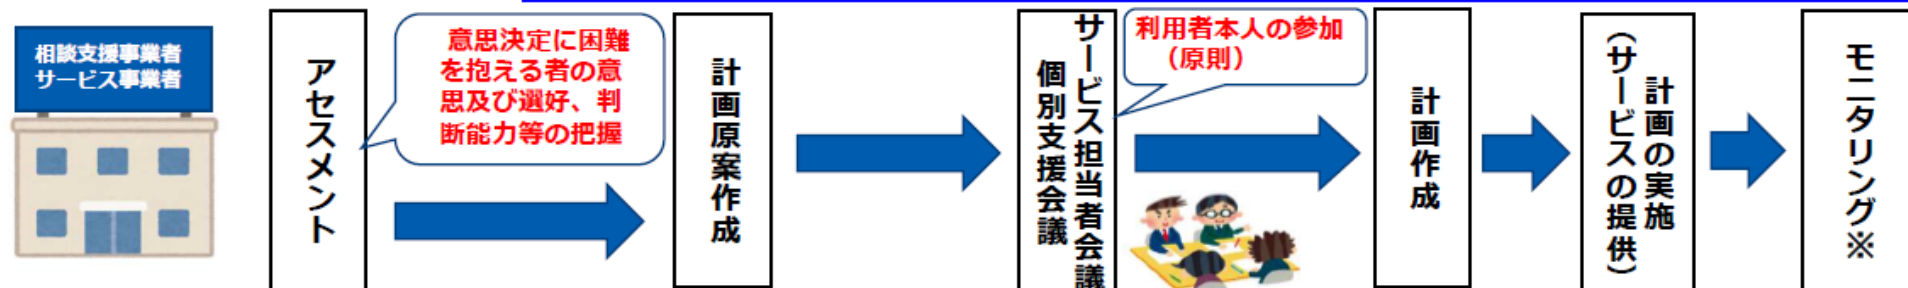 相談支援事業者
サービス事業者
アセスメント
意思決定に困難
を抱える者の意
思及び選好、判
断能力等の把握
計画原案作成
サービス担当者会議
個別支援会議
利用者本人の参加
（原則）
計画作成
計画の実施
（サービスの提供）
モニタリング※